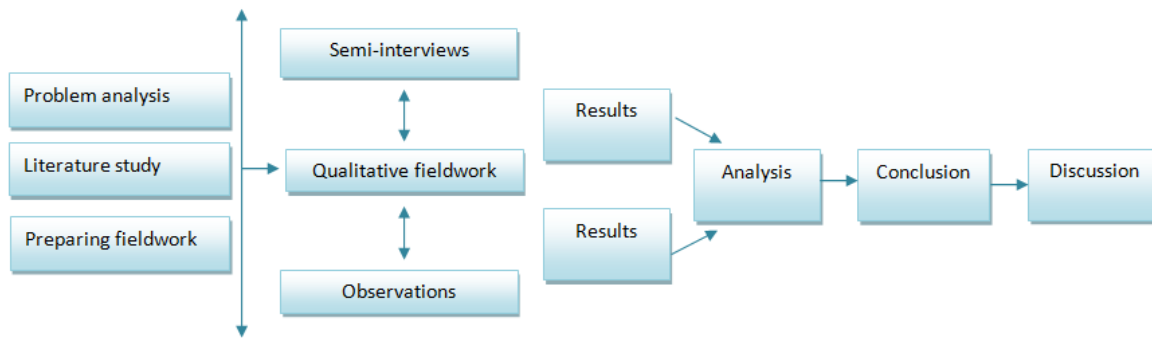 Problem analysis
Literature study
Preparing fieldwork
Semi-interviews
Qualitative fieldwork
Observations
Results
Results
Analysis
Conclusion
Discussion